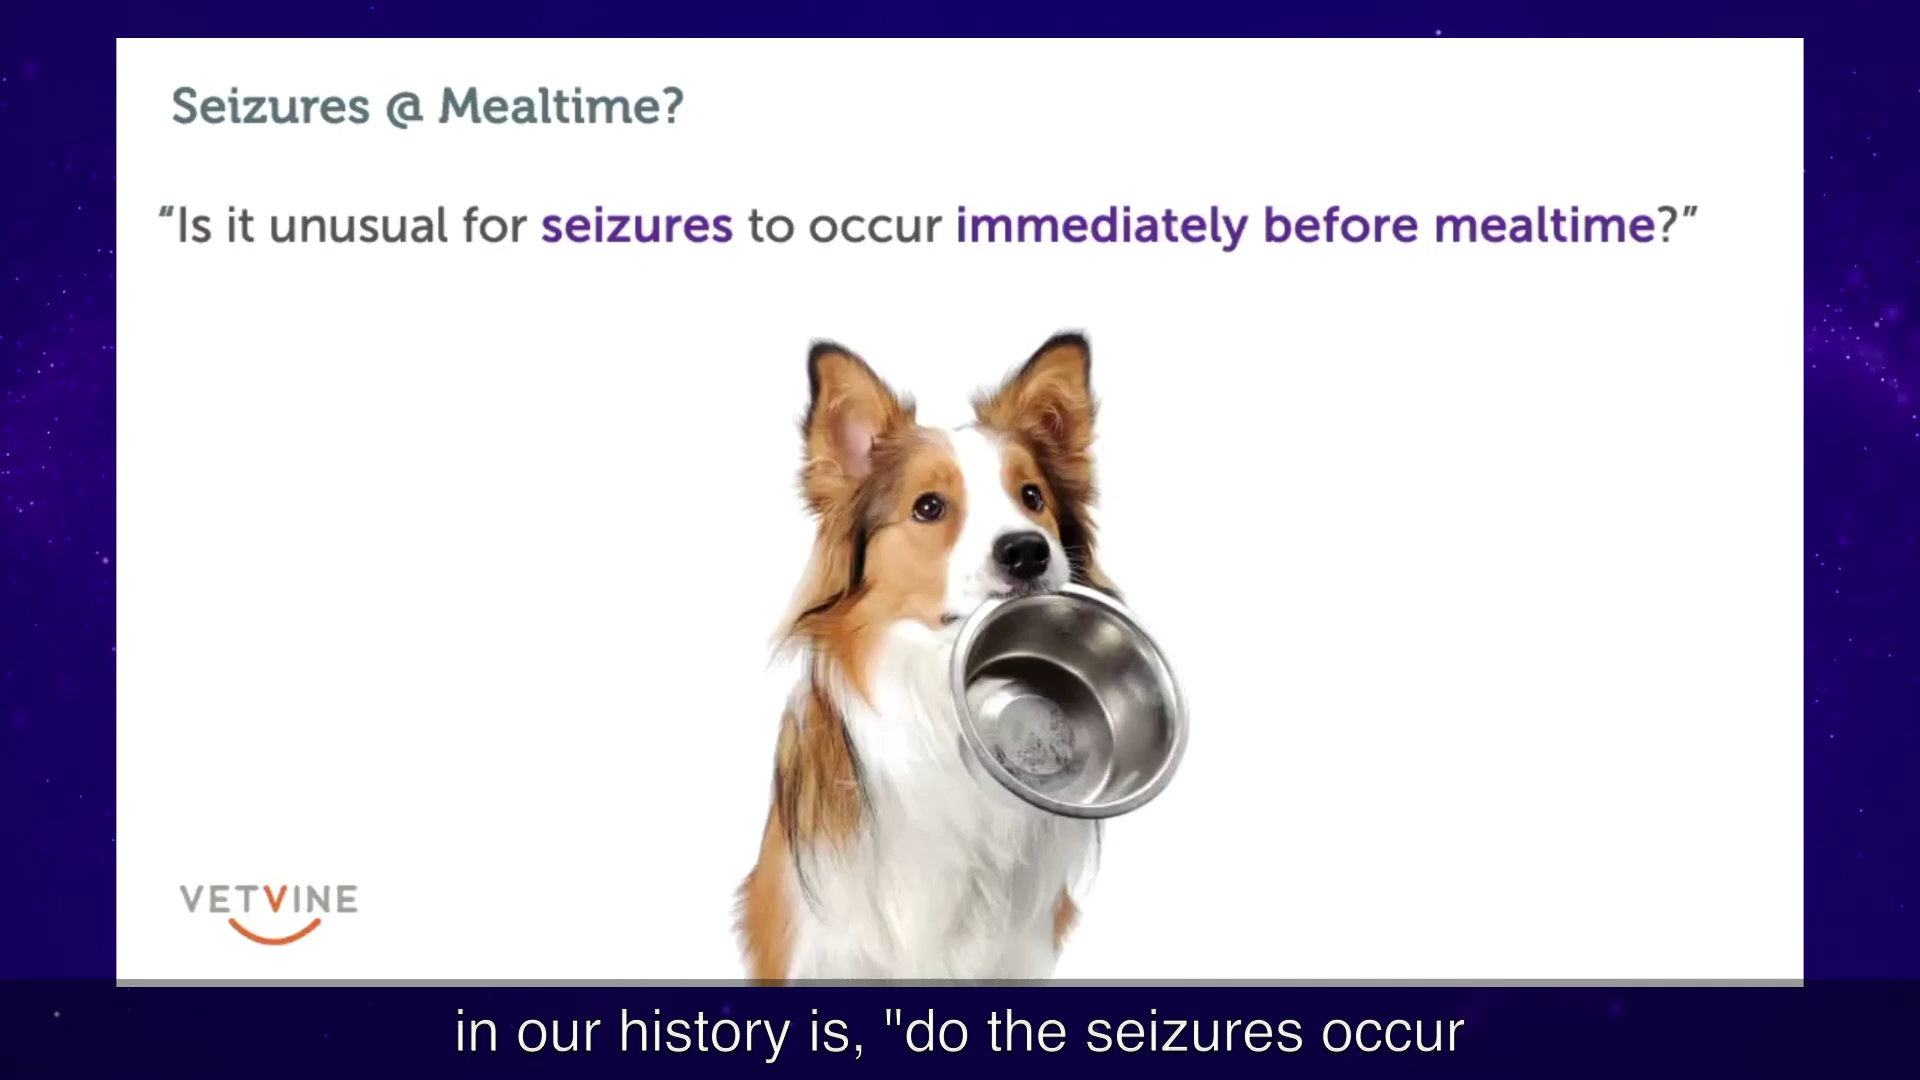 Seizures @ Mealtime?
“Is it unusual for seizures to occur immediately before mealtime?”
VETVINE
in our history is, "do the seizures occur